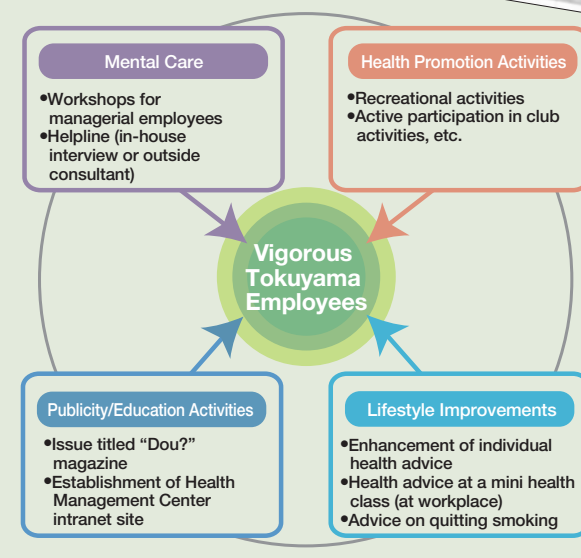 Mental Care
•Workshops for
managerial employees
•Helpline (in-house
interview or outside
consultant)
Health Promotion Activities
•Recreational activities
•Active participation in club
activities, etc.
Vigorous
Tokuyama
Employees
Publicity/Education Activities
•Issue titled “Dou?”
magazine
•Establishment of Health
Management Center
intranet site
Lifestyle Improvements
•Enhancement of individual
health advice
•Health advice at a mini health
class (at workplace)
•Advice on quitting smoking